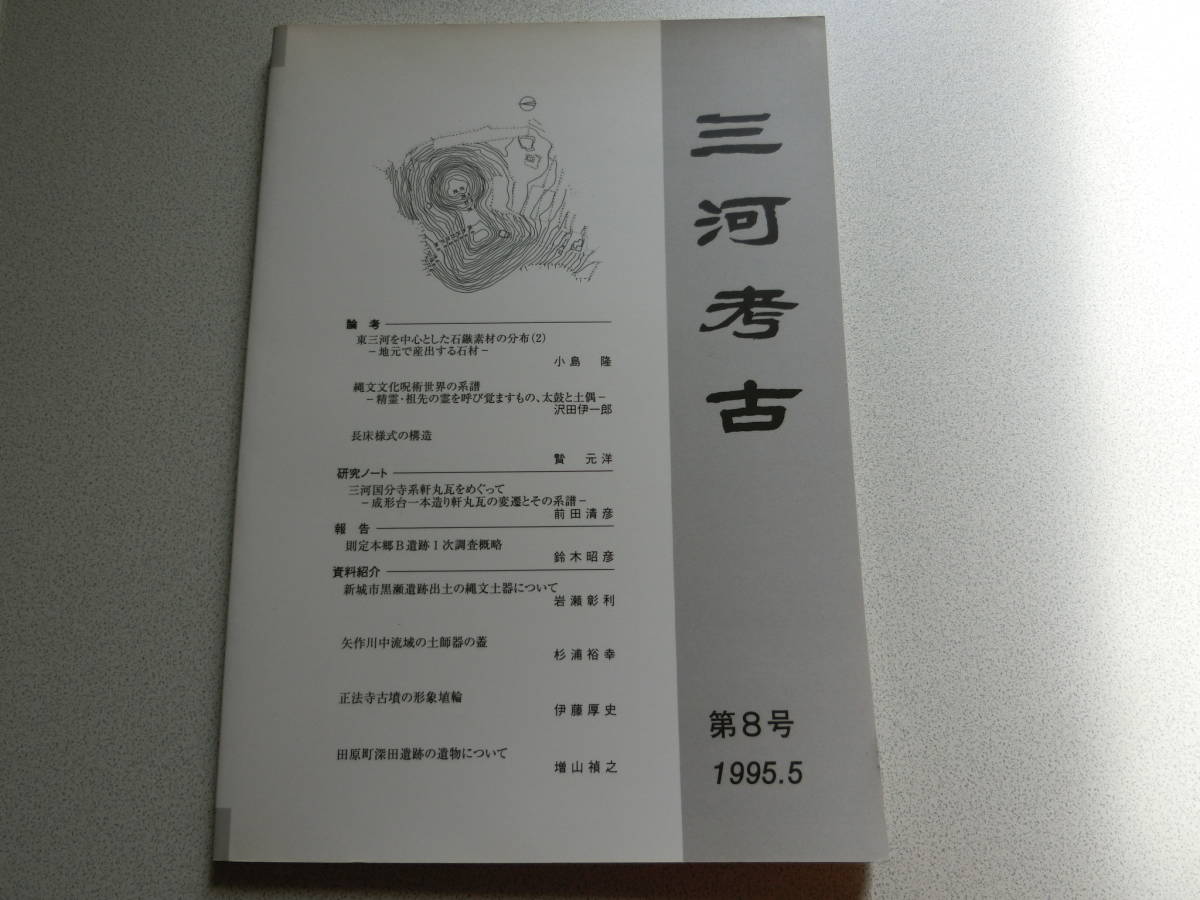 三河考古
論考
東三河を中心とした石鏃素材の分布(2)
－地元で産出する石材－
小島 隆
縄文文化呪術世界の系譜
－精霊・祖先の霊を呼び覚ますもの、太鼓と土偶－
沢田伊一郎
長床様式の構造
贄 元洋
研究ノート
三河国分寺系軒丸瓦をめぐって
－成形台一本造り軒丸瓦の変遷とその系譜－
前田清彦
報告
則定本郷B遺跡I次調査概略
鈴木昭彦
資料紹介
新城市黒瀬遺跡出土の縄文土器について
岩瀬彰利
矢作川中流域の土師器の蓋
杉浦裕幸
正法寺古墳の形象埴輪
伊藤厚史
田原町深田遺跡の遺物について
増山禎之
第8号
1995.5